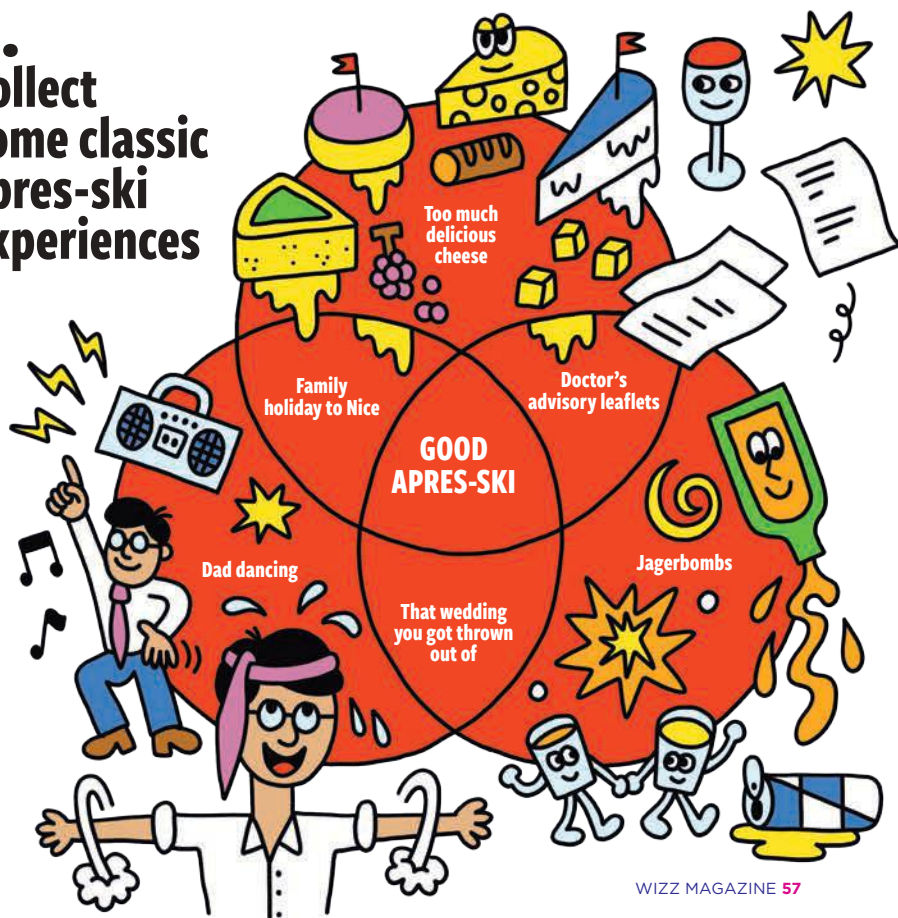 ollect
ome classic
pres-ski
xperiences
Too much
delicious
cheese
Family
holiday to Nice
Doctor's
advisory leaflets
GOOD
APRES-SKI
Dad dancing
Jagerbombs
That wedding
you got thrown
out of
WIZZ MAGAZINE 57